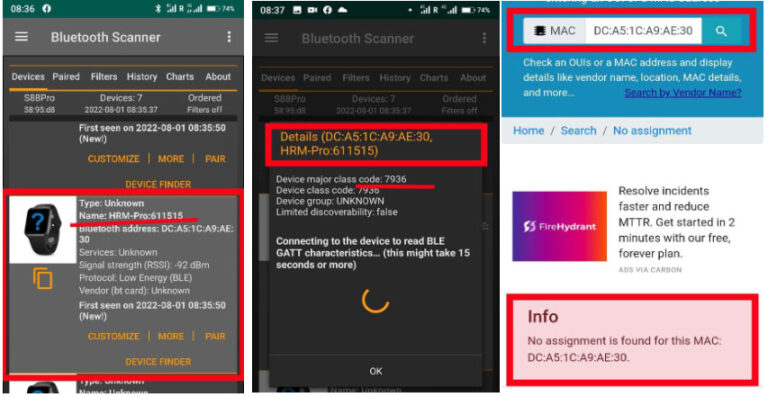 08:36 R 74%
Bluetooth Scanner
Devices Paired Filters History Charts About
S88Pro Devices: 7 Ordered
58:95:d8 2022-08-01 08:35:37 Filters off
First seen on 2022-08-01 08:35:50
(New!)
CUSTOMIZE | MORE | PAIR
DEVICE FINDER
Type: Unknown
Name: HRM-Pro:611515
Bluetooth address: DC:A5:1C:A9:AE:
30
Services: Unknown
Signal strength (RSSI): -92 dBm
Protocol: Low Energy (BLE)
Vendor (bt card): Unknown
First seen on 2022-08-01 08:35:50
(New!)
CUSTOMIZE | MORE | PAIR
DEVICE FINDER
Type: Unknown
08:37 R 74%
Bluetooth Scanner
Devices Paired Filters History Charts About
S88Pro Devices: 7 Ordered
58:95:d8 2022-08-01 08:35:37 Filters off
Details (DC:A5:1C:A9:AE:30,
HRM-Pro:611515)
Device major class code: 7936
Device class code: 7936
Device group: UNKNOWN
Limited discoverability: false
Connecting to the device to read BLE
GATT characteristics... (this might take 15
seconds or more)
OK
Name: Unknown
MAC DC:A5:1C:A9:AE:30
Check an OUIs or a MAC address and display
details like vendor name, location, MAC details,
and more... Search by Vendor Name?
Home / Search / No assignment
FireHydrant
Resolve incidents
faster and reduce
MTTR. Get started in 2
minutes with our free,
forever plan.
ADS VIA CARBON
Info
No assignment is found for this MAC:
DC:A5:1C:A9:AE:30.